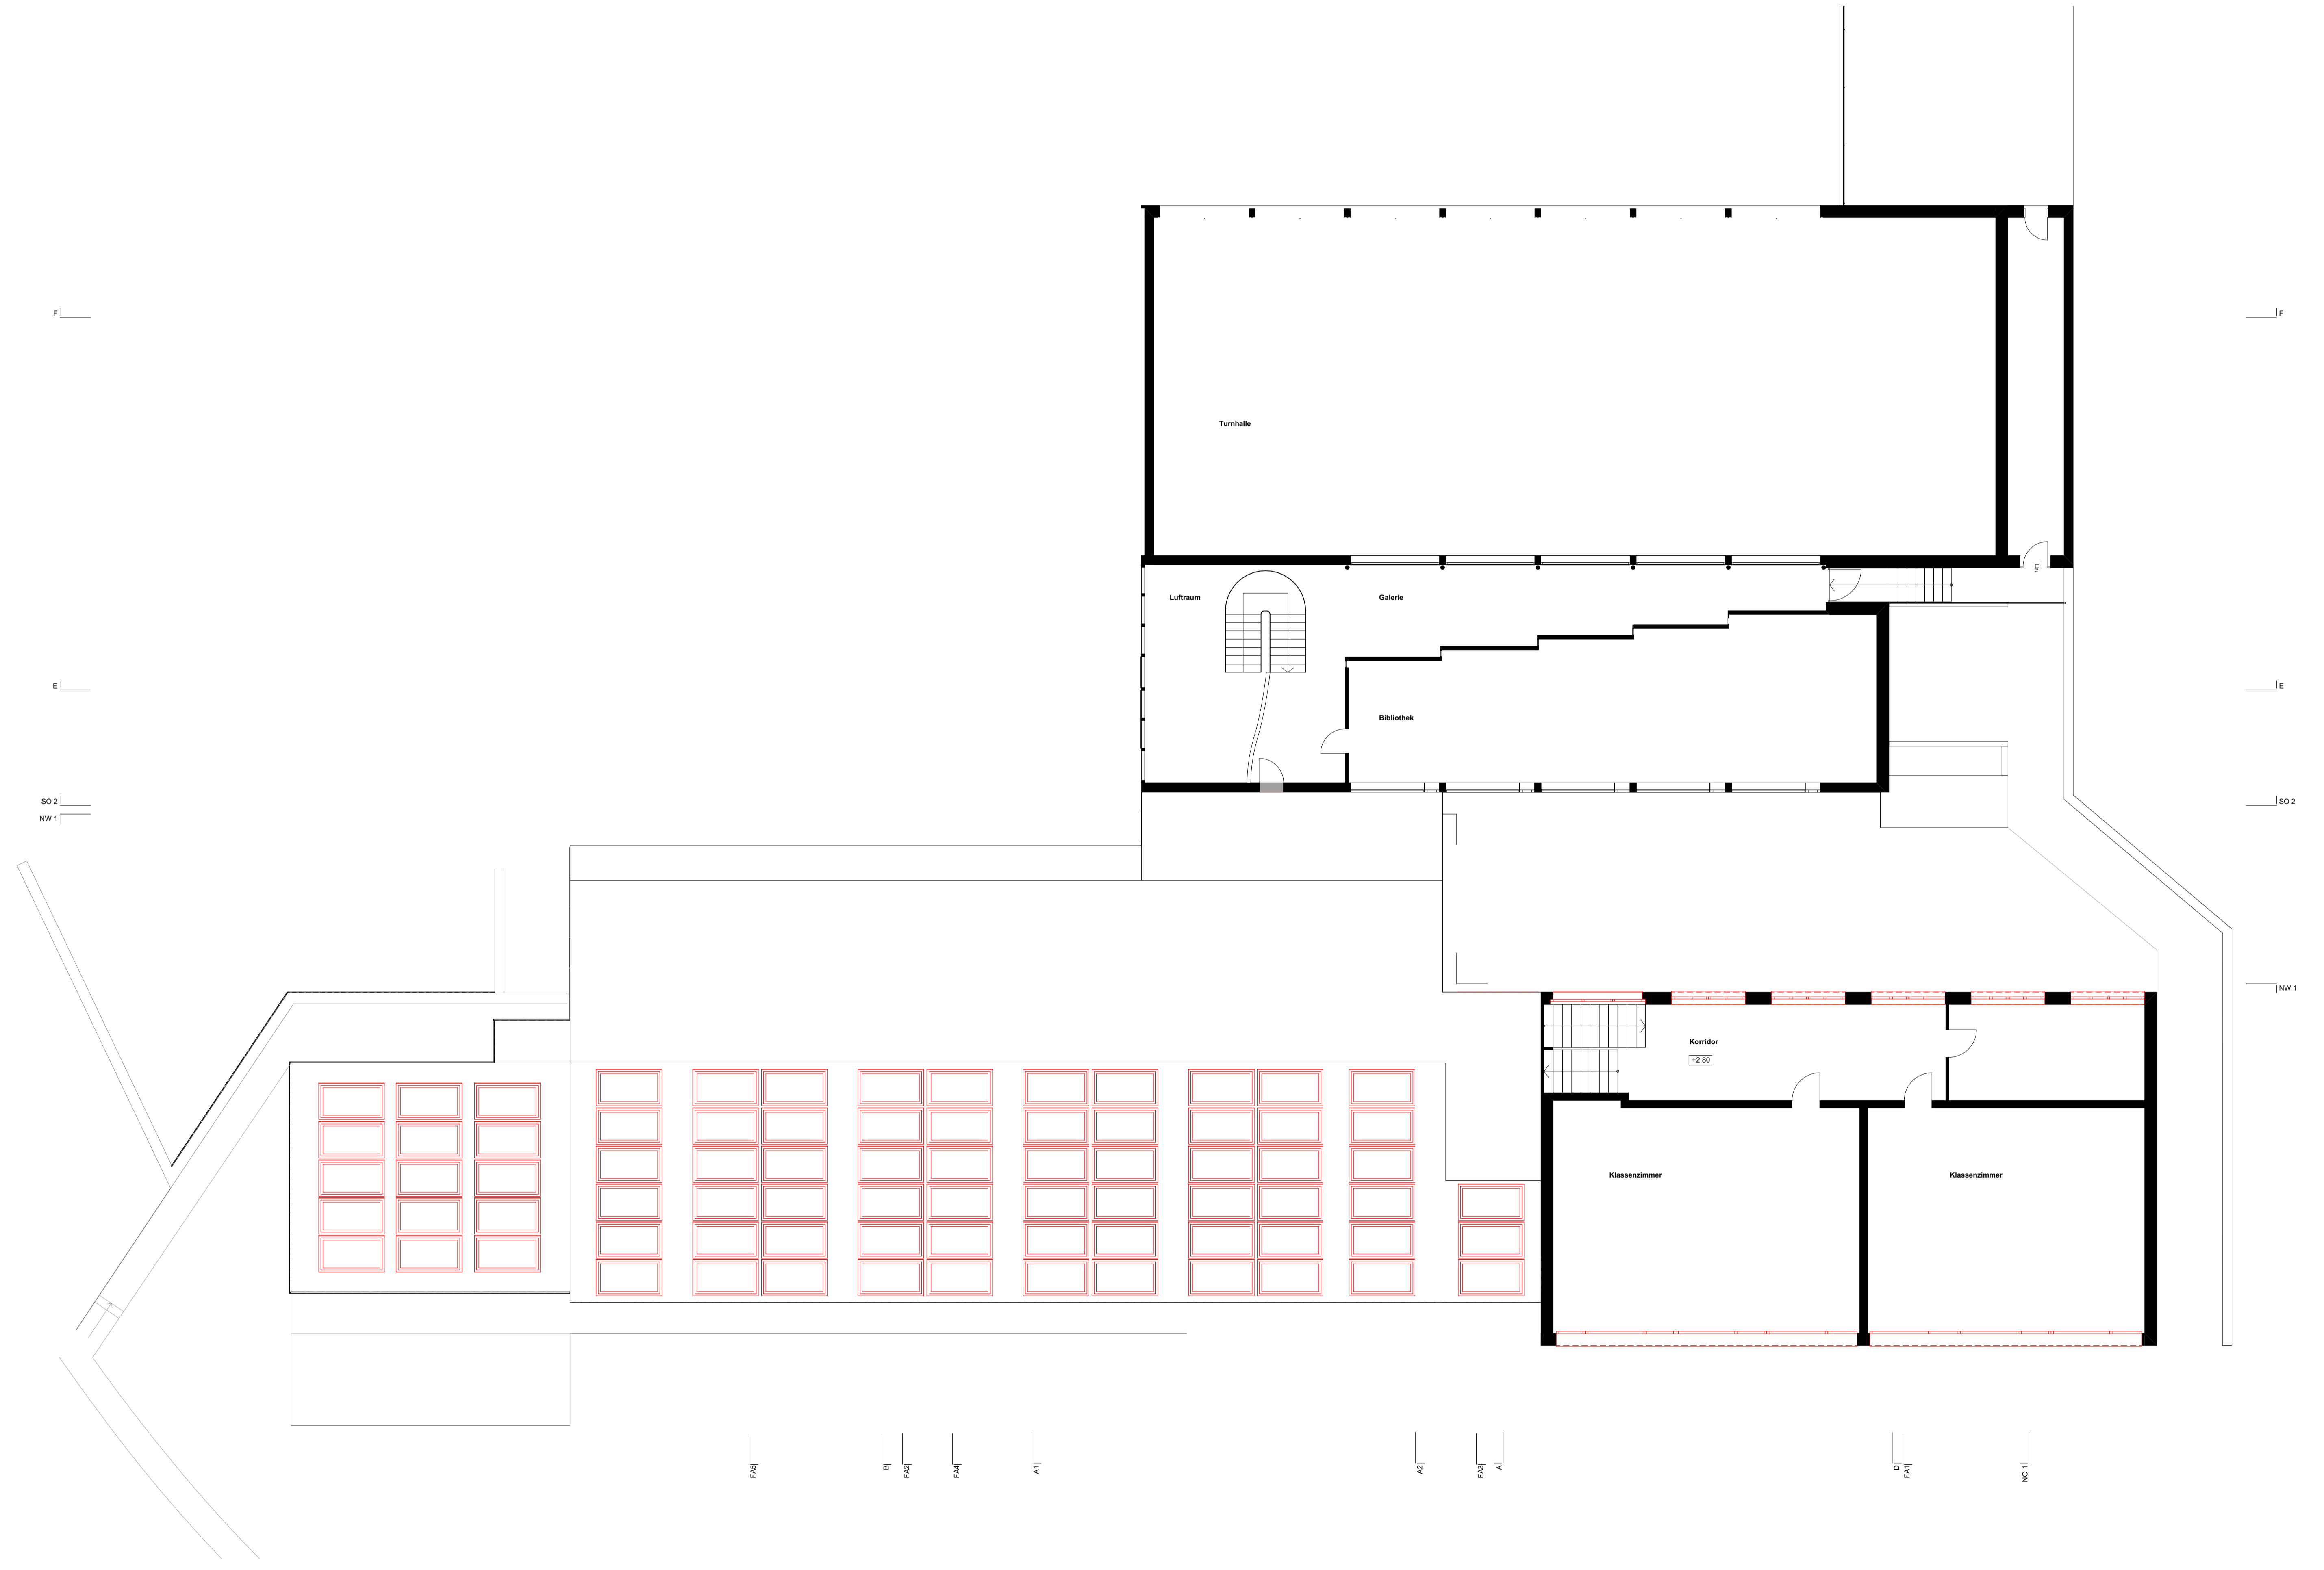 F
F
Turnhalle
Luftraum
Galerie
E
E
Bibliothek
SO 2
SO 2
NW 1
NW 1
Korridor
+2.80
Klassenzimmer
Klassenzimmer
FA5
B
FA2
FA4
A1
A2
FA3
A
D
FA1
NO 1